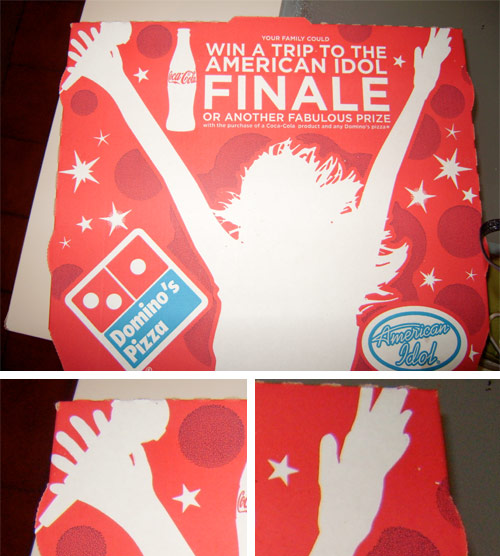 YOUR FAMILY COULD
WIN A TRIP TO THE
AMERICAN IDOL
FINALE
OR ANOTHER FABULOUS PRIZE
with the purchase of a Coca-Cola product and any Domino's pizza
Coca-Cola
Domino's
Pizza
®
American
Idol
Coca